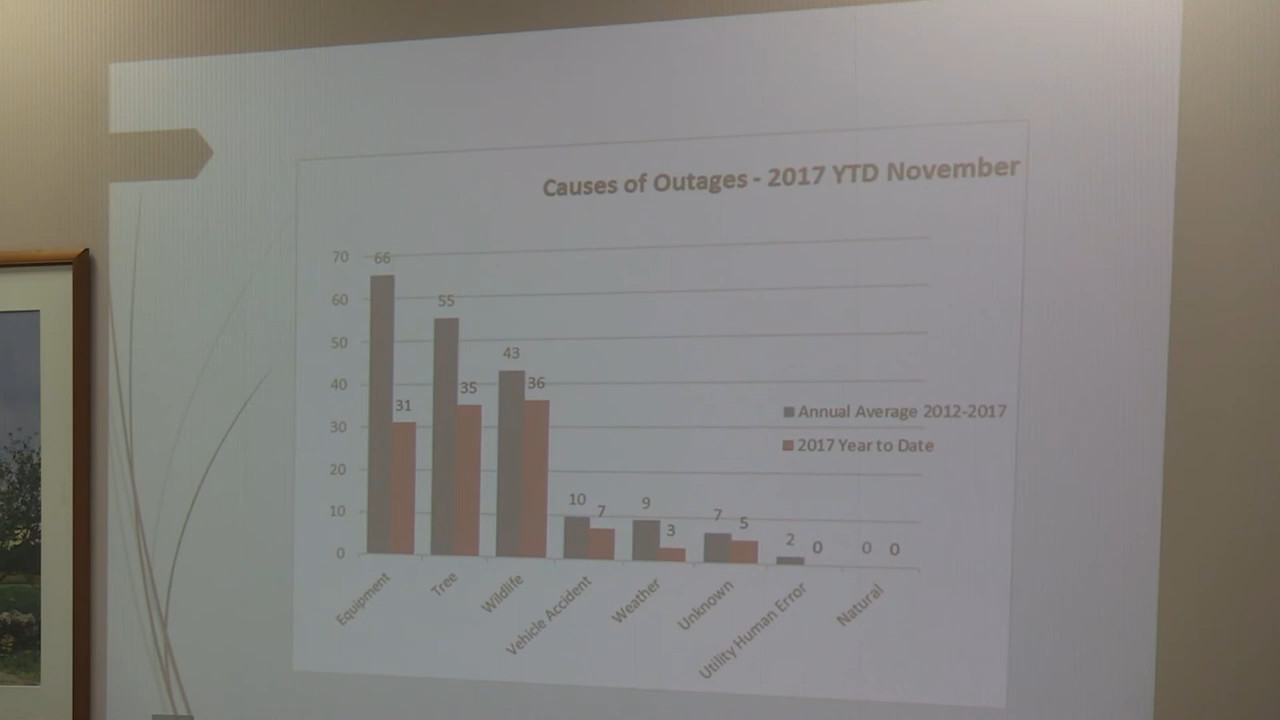 Causes of Outages - 2017 YTD November
70
60
50
40
30
20
10
0
66
31
55
35
43
36
10
7
9
3
7
5
2
0
0
0
Annual Average 2012-2017
2017 Year to Date
Equipment
Tree
Wildlife
Vehicle Accident
Weather
Unknown
Utility Human Error
Natural